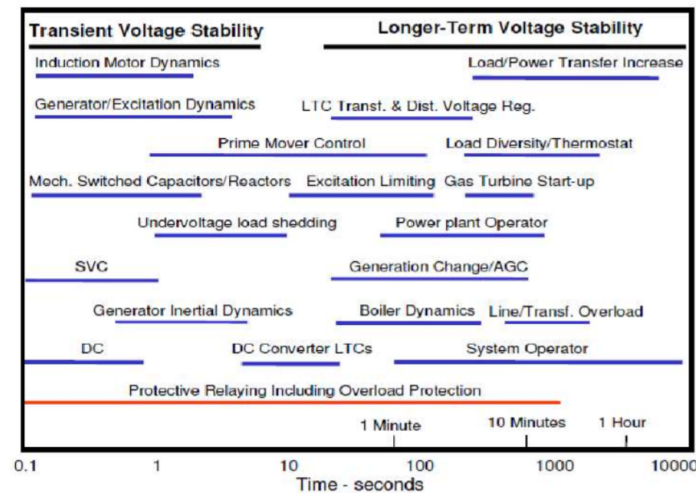 Transient Voltage Stability Longer-Term Voltage Stability
Induction Motor Dynamics Load/Power Transfer Increase
Generator/Excitation Dynamics LTC Transf. & Dist. Voltage Reg.
Prime Mover Control Load Diversity/Thermostat
Mech. Switched Capacitors/Reactors Excitation Limiting Gas Turbine Start-up
Undervoltage load shedding Power plant Operator
SVC Generation Change/AGC
Generator Inertial Dynamics Boiler Dynamics Line/Transf. Overload
DC DC Converter LTCs System Operator
Protective Relaying Including Overload Protection
1 Minute 10 Minutes 1 Hour
0.1 1 10 100 1000 10000
Time - seconds